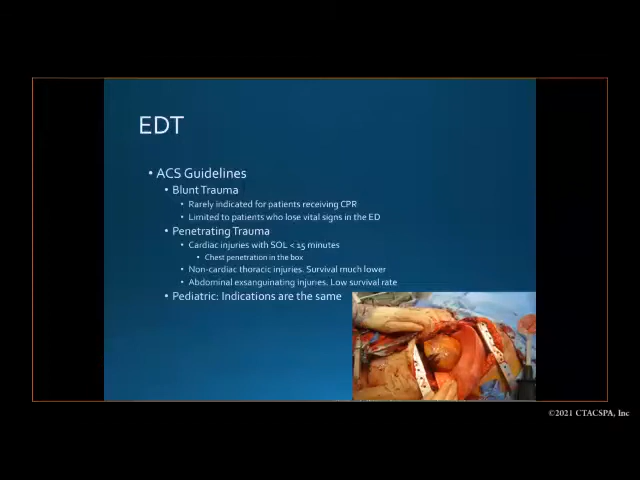 EDT
• ACS Guidelines
• Blunt Trauma
• Rarely indicated for patients receiving CPR
• Limited to patients who lose vital signs in the ED
• Penetrating Trauma
• Cardiac injuries with SOL < 15 minutes
• Chest penetration in the box
• Non-cardiac thoracic injuries. Survival much lower
• Abdominal exsanguinating injuries. Low survival rate
• Pediatric: Indications are the same
©2021 CTACSPA, Inc